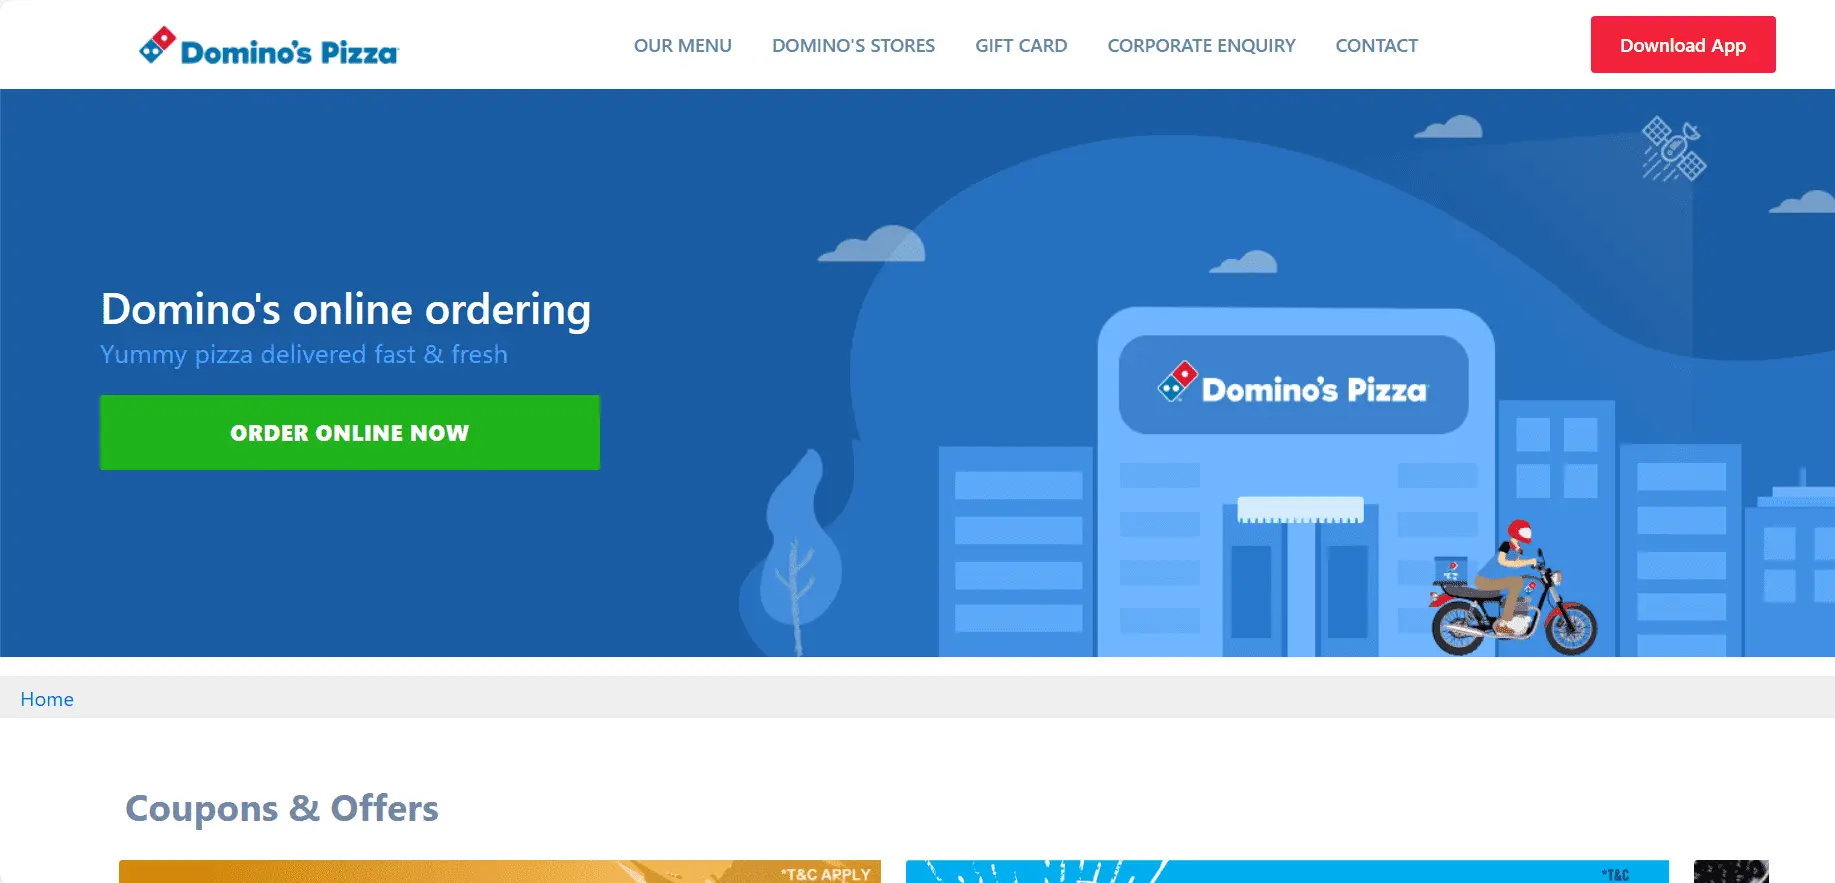 Domino's Pizza
OUR MENU
DOMINO'S STORES
GIFT CARD
CORPORATE ENQUIRY
CONTACT
Download App
Domino's online ordering
Yummy pizza delivered fast & fresh
ORDER ONLINE NOW
Domino's Pizza
Home
Coupons & Offers
*T&C APPLY
*T&C